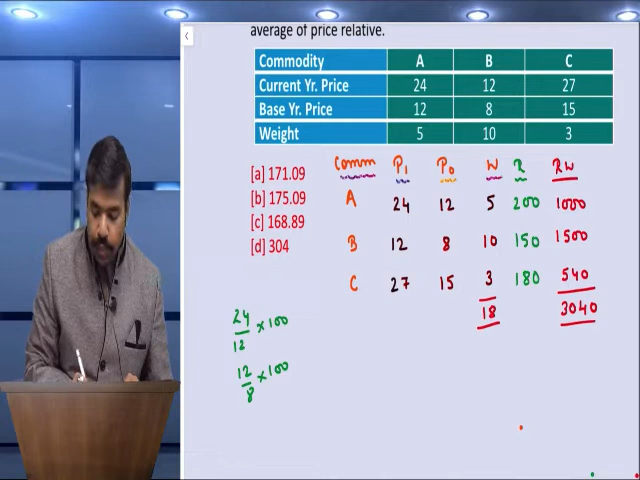 average of price relative.
Commodity A B C
Current Yr. Price 24 12 27
Base Yr. Price 12 8 15
Weight 5 10 3
[a] 171.09
[b] 175.09
[c] 168.89
[d] 304
Comm P₁ P₀ W R RW
A 24 12 5 200 1000
B 12 8 10 150 1500
C 27 15 3 180 540
18 3040
24/12 × 100
12/8 × 100